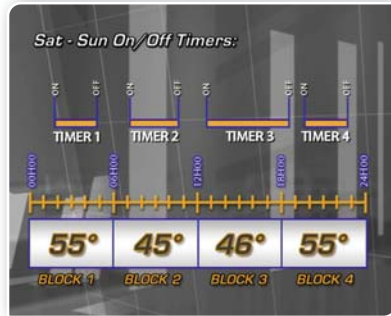 Sat - Sun On/Off Timers:
ON OFF ON OFF ON OFF ON OFF
TIMER 1 TIMER 2 TIMER 3 TIMER 4
00H00 06H00 12H00 18H00 24H00
55° 45° 46° 55°
BLOCK 1 BLOCK 2 BLOCK 3 BLOCK 4